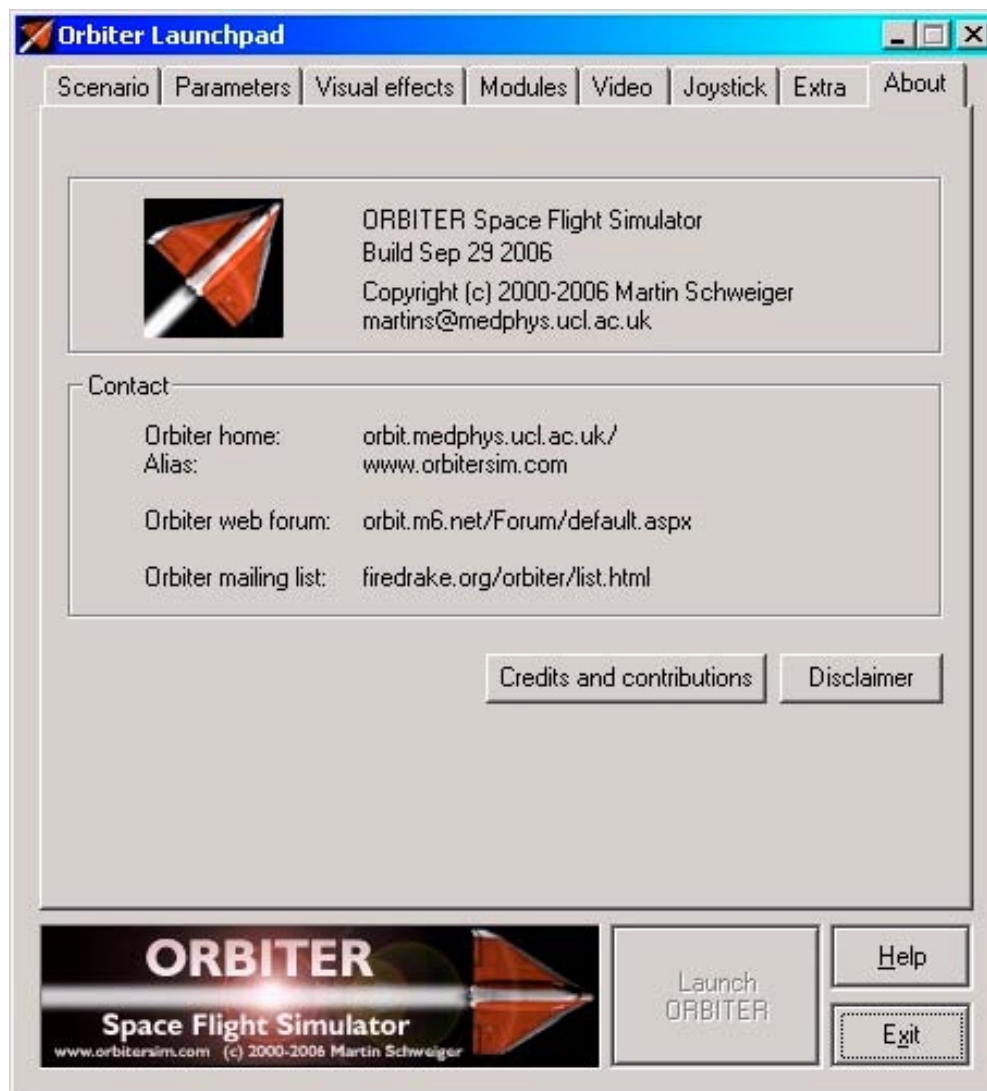 Orbiter Launchpad
Scenario Parameters Visual effects Modules Video Joystick Extra About
ORBITER Space Flight Simulator
Build Sep 29 2006
Copyright (c) 2000-2006 Martin Schweiger
martins@medphys.ucl.ac.uk
Contact
Orbiter home: orbit.medphys.ucl.ac.uk/
Alias: www.orbitersim.com
Orbiter web forum: orbit.m6.net/Forum/default.aspx
Orbiter mailing list: firedrake.org/orbiter/list.html
Credits and contributions Disclaimer
ORBITER
Space Flight Simulator
www.orbitersim.com (c) 2000-2006 Martin Schweiger
Launch
ORBITER
Help
Exit